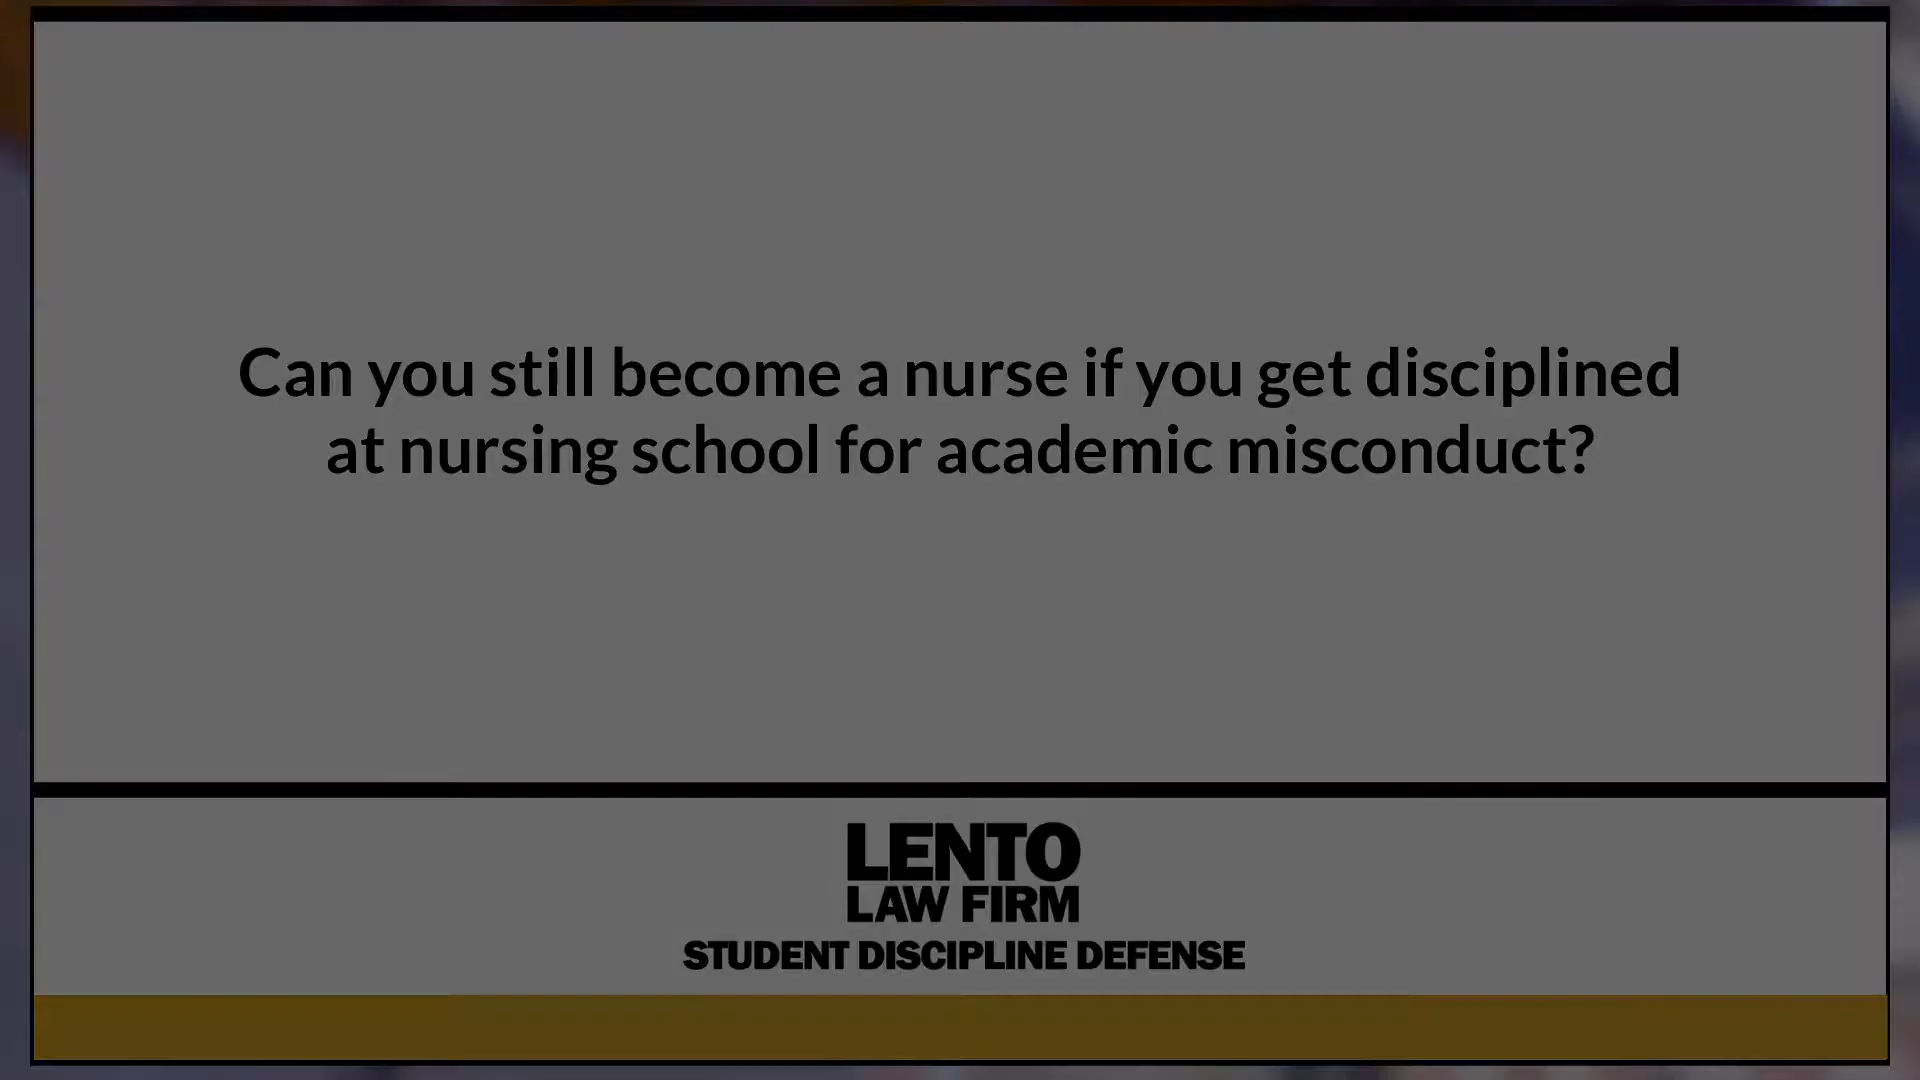 Can you still become a nurse if you get disciplined
at nursing school for academic misconduct?
LENTO
LAW FIRM
STUDENT DISCIPLINE DEFENSE